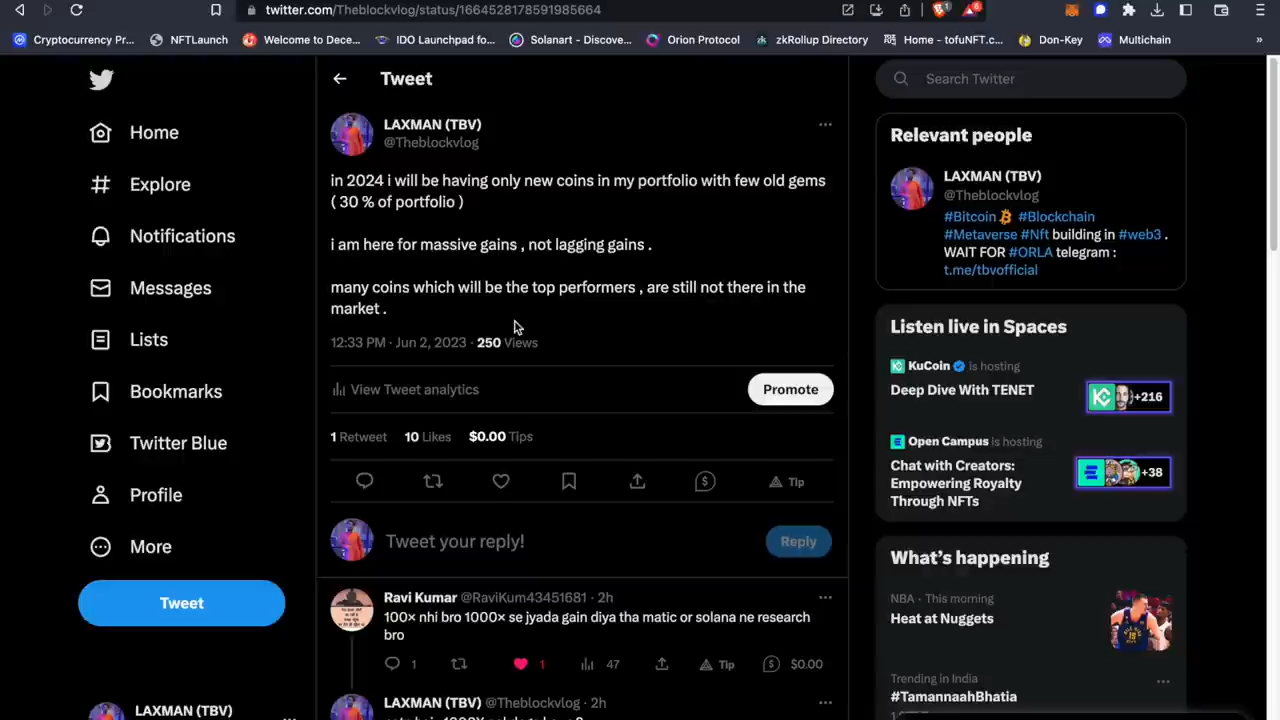 twitter.com/Theblockvlog/status/1664528178591985664
Cryptocurrency Pr...
NFTLaunch
Welcome to Dece...
IDO Launchpad fo...
Solanart - Discove...
Orion Protocol
zkRollup Directory
Home - tofuNFT.c...
Don-Key
Multichain
»
Home
Explore
Notifications
Messages
Lists
Bookmarks
Twitter Blue
Profile
More
Tweet
LAXMAN (TBV)
Tweet
LAXMAN (TBV)
@Theblockvlog
in 2024 i will be having only new coins in my portfolio with few old gems
( 30 % of portfolio )
i am here for massive gains , not lagging gains .
many coins which will be the top performers , are still not there in the
market .
12:33 PM · Jun 2, 2023 · 250 Views
View Tweet analytics
Promote
1 Retweet 10 Likes $0.00 Tips
Tip
Tweet your reply!
Reply
Ravi Kumar @RaviKum43451681 · 2h
100× nhi bro 1000× se jyada gain diya tha matic or solana ne research
bro
1 1 47 Tip $0.00
LAXMAN (TBV) @Theblockvlog · 2h
Search Twitter
Relevant people
LAXMAN (TBV)
@Theblockvlog
#Bitcoin #Blockchain
#Metaverse #Nft building in #web3 .
WAIT FOR #ORLA telegram :
t.me/tbvofficial
Listen live in Spaces
KuCoin is hosting
Deep Dive With TENET
+216
Open Campus is hosting
Chat with Creators:
Empowering Royalty
Through NFTs
+38
What's happening
NBA · This morning
Heat at Nuggets
Trending in India
#TamannaahBhatia